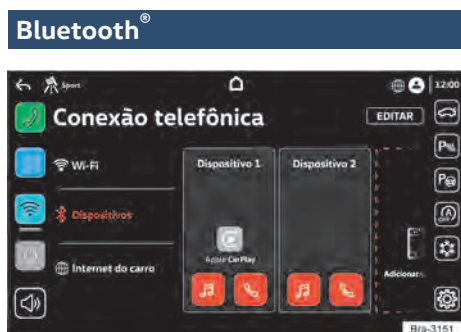 Bluetooth®
Sport
12:00
Conexão telefônica
EDITAR
Wi-Fi
Dispositivo 1
Dispositivo 2
Dispositivos
Apple CarPlay
Internet do carro
Adicionar
Bra-3151